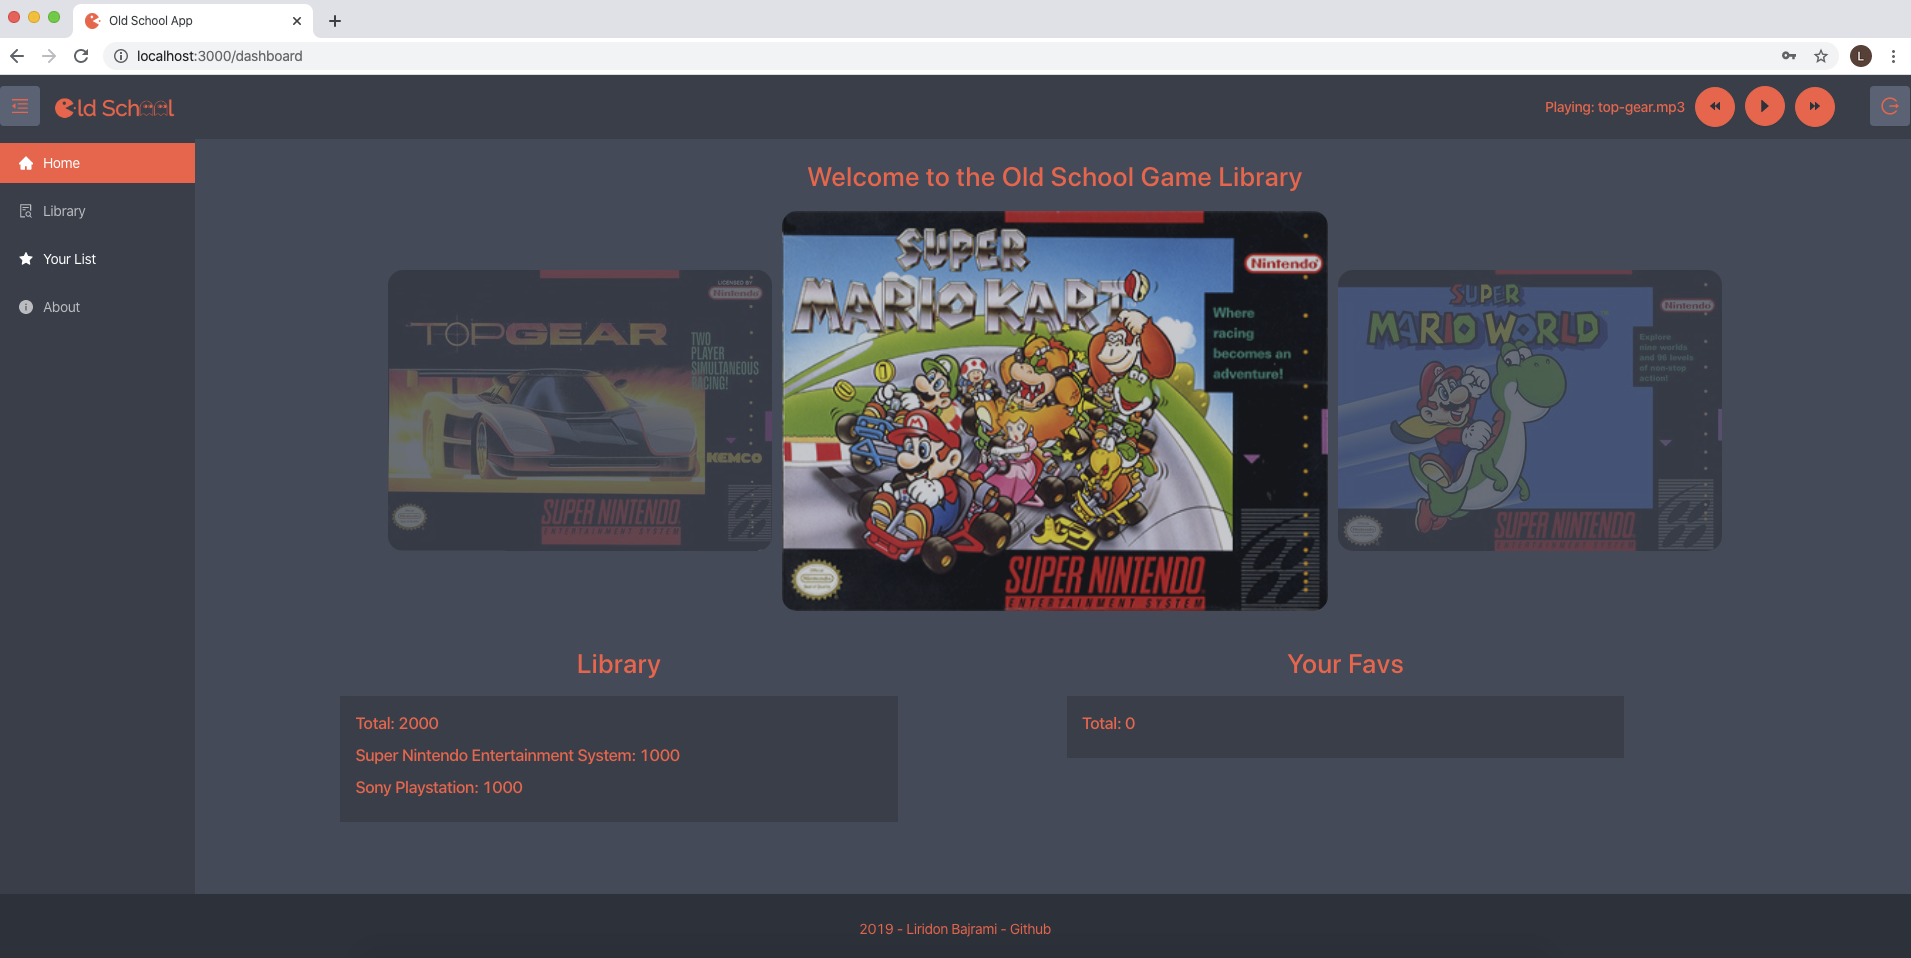 Old School App
localhost:3000/dashboard
L
Old School
Playing: top-gear.mp3
Home
Library
Your List
About
Welcome to the Old School Game Library
LICENSED BY
Nintendo
TOP GEAR
TWO
PLAYER
SIMULTANEOUS
RACING!
KEMCO
SUPER NINTENDO
SUPER
MARIO KART
Nintendo
Where
racing
becomes an
adventure!
SUPER NINTENDO
ENTERTAINMENT SYSTEM
SUPER
MARIO WORLD
Nintendo
Explore
nine worlds
and 96 levels
of non-stop
action!
SUPER NINTENDO
ENTERTAINMENT SYSTEM
Library
Total: 2000
Super Nintendo Entertainment System: 1000
Sony Playstation: 1000
Your Favs
Total: 0
2019 - Liridon Bajrami - Github